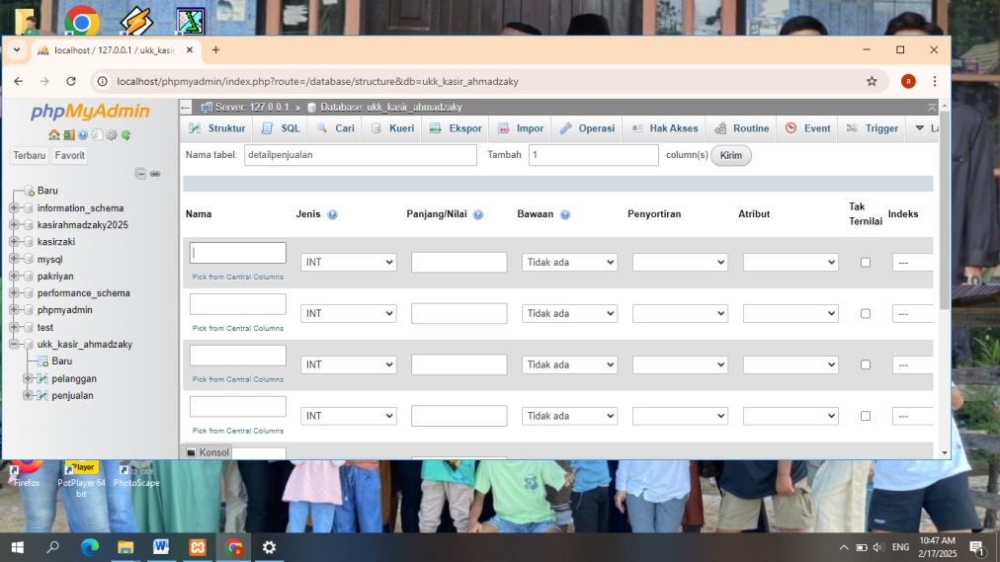 localhost / 127.0.0.1 / ukk_kasir
localhost/phpmyadmin/index.php?route=/database/structure&db=ukk_kasir_ahmadzaky
a
phpMyAdmin
Terbaru Favorit
Baru
information_schema
kasirahmadzaky2025
kasirzaki
mysql
pakriyan
performance_schema
phpmyadmin
test
ukk_kasir_ahmadzaky
Baru
pelanggan
penjualan
Server: 127.0.0.1 » Database: ukk_kasir_ahmadzaky
Struktur SQL Cari Kueri Ekspor Impor Operasi Hak Akses Routine Event Trigger La
Nama tabel: detailpenjualan Tambah 1 column(s) Kirim
Nama Jenis Panjang/Nilai Bawaan Penyortiran Atribut Tak Ternilai Indeks
INT Tidak ada ---
Pick from Central Columns
INT Tidak ada ---
Pick from Central Columns
INT Tidak ada ---
Pick from Central Columns
INT Tidak ada ---
Pick from Central Columns
Konsol
Firefox
PotPlayer 64 bit
PhotoScape
Player
ENG
10:47 AM
2/17/2025
1